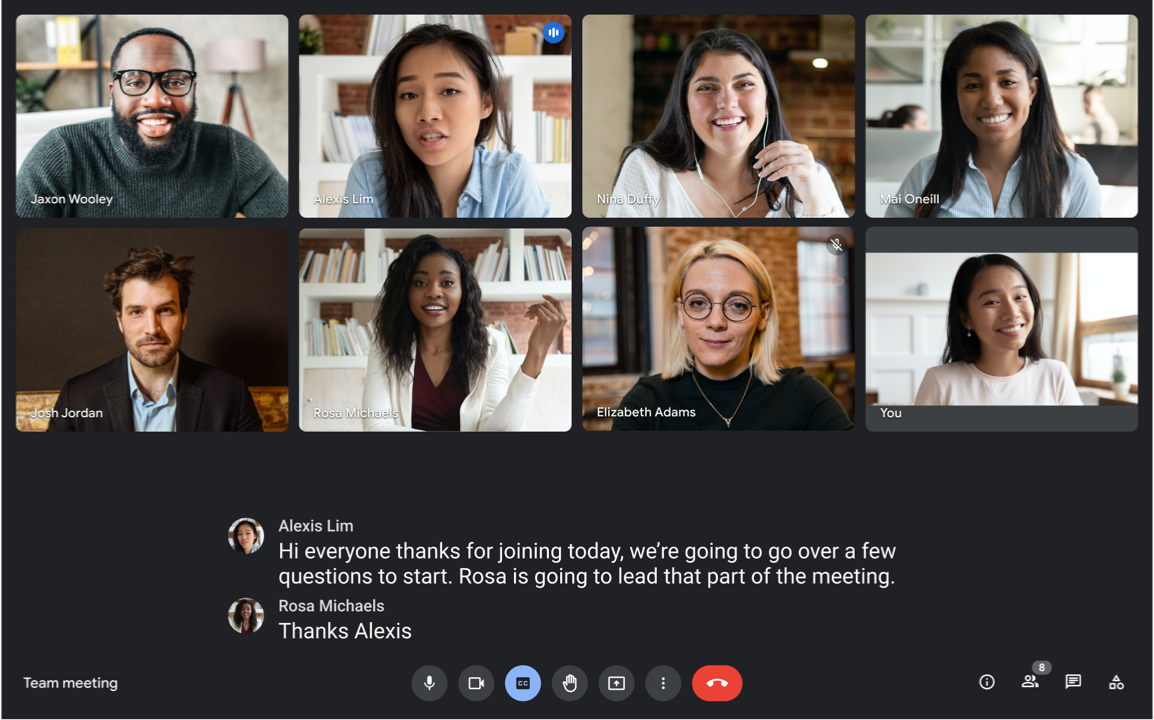 Jaxon Wooley
Alexis Lim
Nina Duffy
Mai Oneill
Josh Jordan
Rosa Michaels
Elizabeth Adams
You
Alexis Lim
Hi everyone thanks for joining today, we’re going to go over a few
questions to start. Rosa is going to lead that part of the meeting.
Rosa Michaels
Thanks Alexis
Team meeting
CC
8